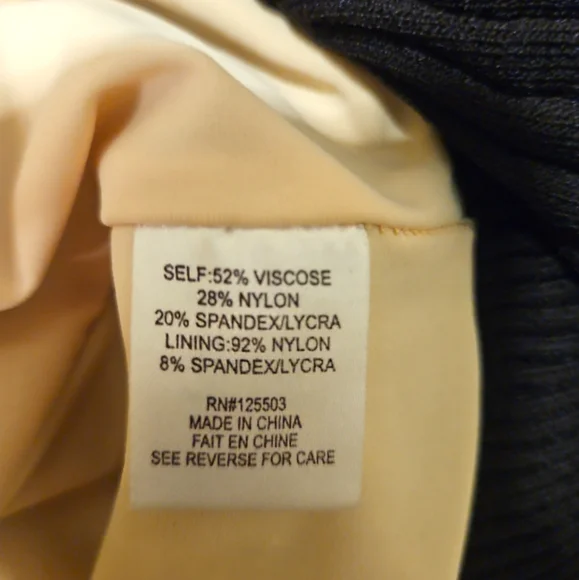 SELF:52% VISCOSE
28% NYLON
20% SPANDEX/LYCRA
LINING:92% NYLON
8% SPANDEX/LYCRA
RN#125503
MADE IN CHINA
FAIT EN CHINE
SEE REVERSE FOR CARE